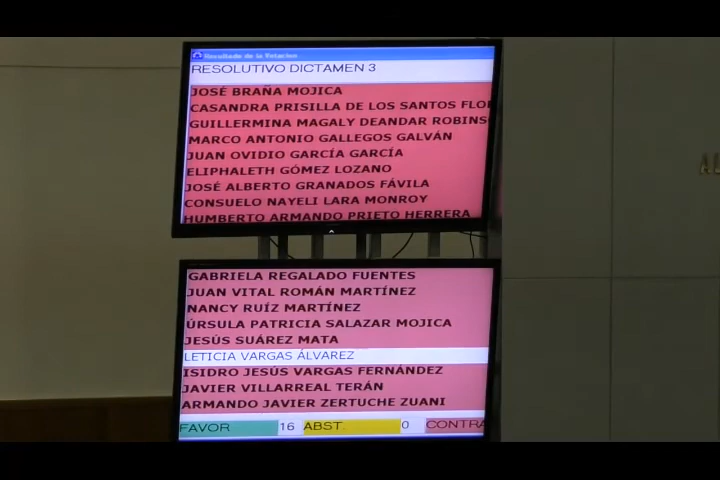 Resultado de la Votacion
RESOLUTIVO DICTAMEN 3
JOSÉ BRAÑA MOJICA
CASANDRA PRISILLA DE LOS SANTOS FLO
GUILLERMINA MAGALY DEANDAR ROBINS
MARCO ANTONIO GALLEGOS GALVÁN
JUAN OVIDIO GARCÍA GARCÍA
ELIPHALETH GÓMEZ LOZANO
JOSÉ ALBERTO GRANADOS FÁVILA
CONSUELO NAYELI LARA MONROY
HUMBERTO ARMANDO PRIETO HERRERA
GABRIELA REGALADO FUENTES
JUAN VITAL ROMÁN MARTÍNEZ
NANCY RUÍZ MARTÍNEZ
ÚRSULA PATRICIA SALAZAR MOJICA
JESÚS SUÁREZ MATA
LETICIA VARGAS ÁLVAREZ
ISIDRO JESÚS VARGAS FERNÁNDEZ
JAVIER VILLARREAL TERÁN
ARMANDO JAVIER ZERTUCHE ZUANI
FAVOR 16 ABST. 0 CONTRA